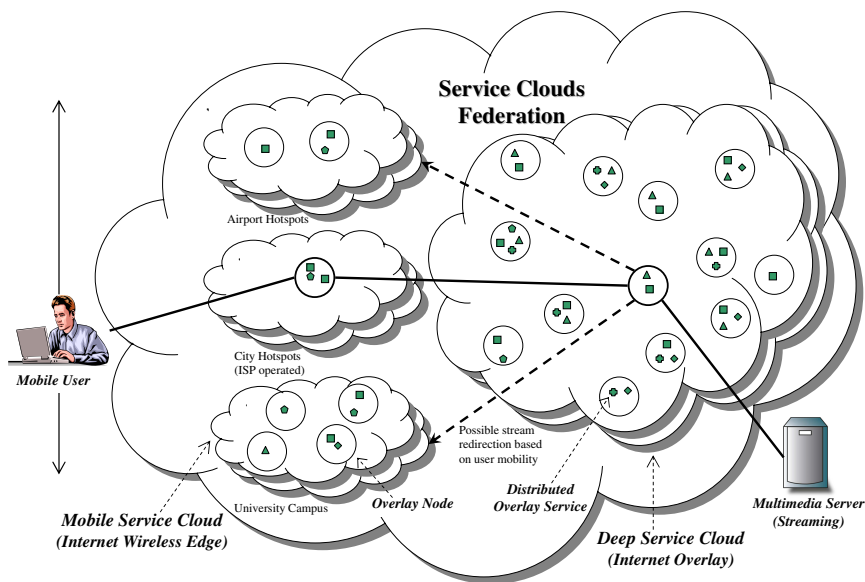 Service Clouds
Federation
Airport Hotspots
City Hotspots
(ISP operated)
Mobile User
Possible stream
redirection based
on user mobility
University Campus
Overlay Node
Distributed
Overlay Service
Multimedia Server
(Streaming)
Mobile Service Cloud
(Internet Wireless Edge)
Deep Service Cloud
(Internet Overlay)